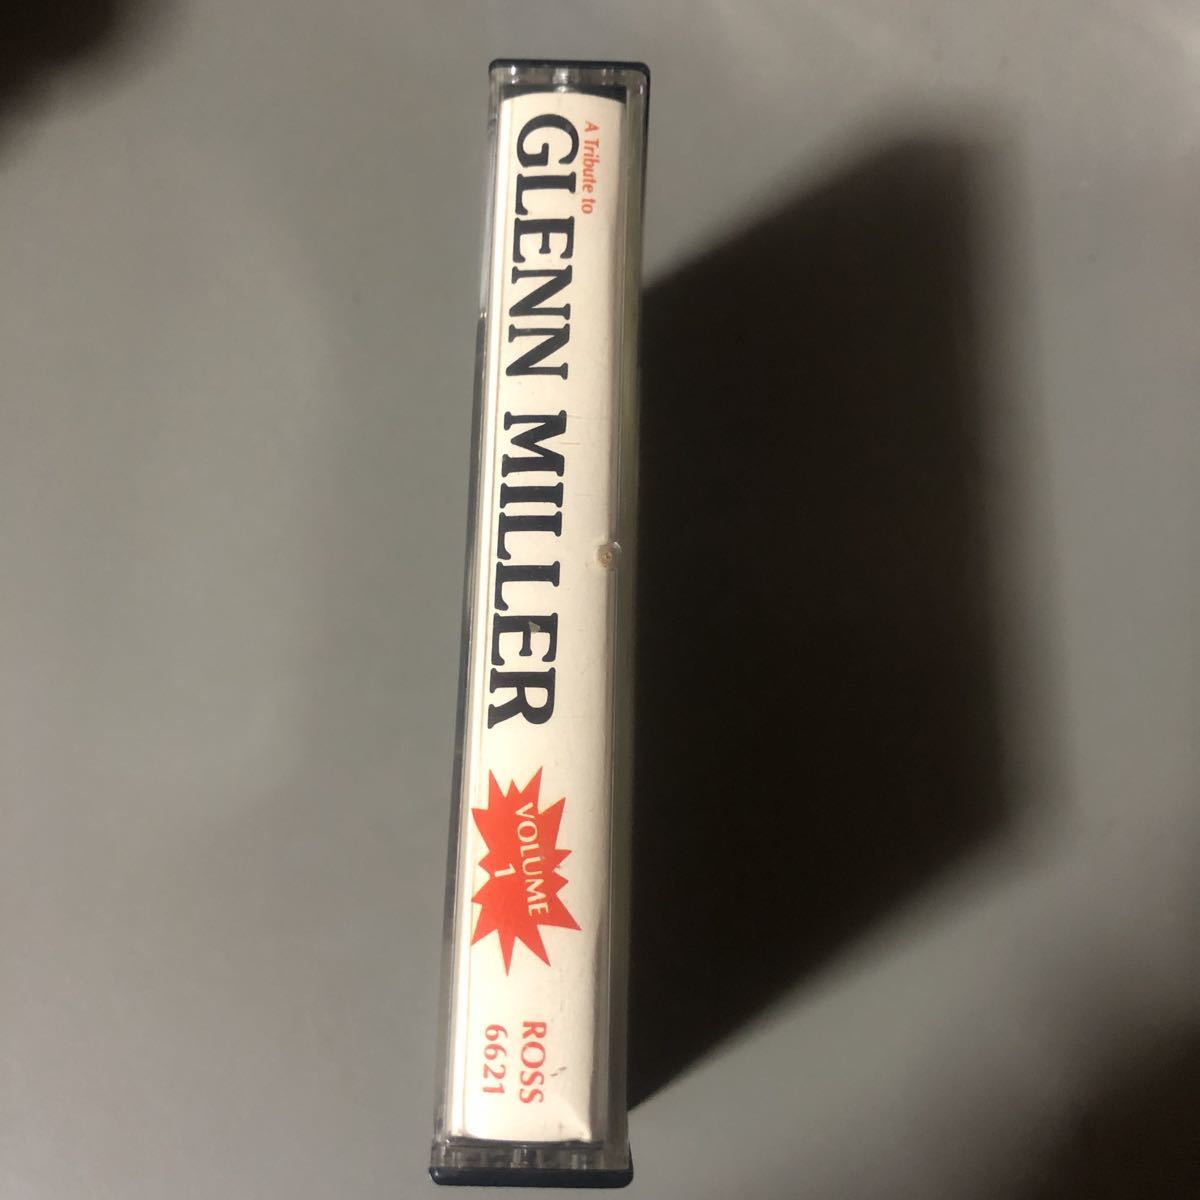 A Tribute to
GLENN MILLER
VOLUME
1
ROSS
6621